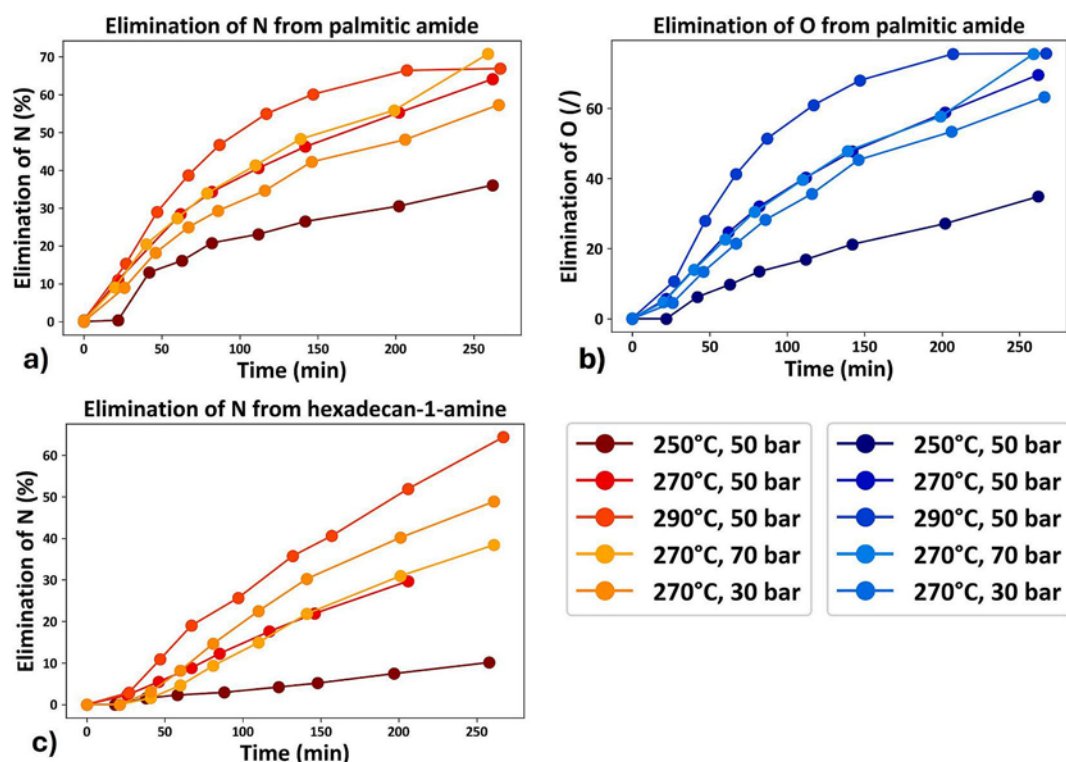 Elimination of N from palmitic amide
Elimination of N (%)
70
60
50
40
30
20
10
0
0 50 100 150 200 250
Time (min)
a)
Elimination of O from palmitic amide
Elimination of O (/)
60
40
20
0
0 50 100 150 200 250
Time (min)
b)
Elimination of N from hexadecan-1-amine
Elimination of N (%)
60
50
40
30
20
10
0
0 50 100 150 200 250
Time (min)
c)
250°C, 50 bar
270°C, 50 bar
290°C, 50 bar
270°C, 70 bar
270°C, 30 bar
250°C, 50 bar
270°C, 50 bar
290°C, 50 bar
270°C, 70 bar
270°C, 30 bar